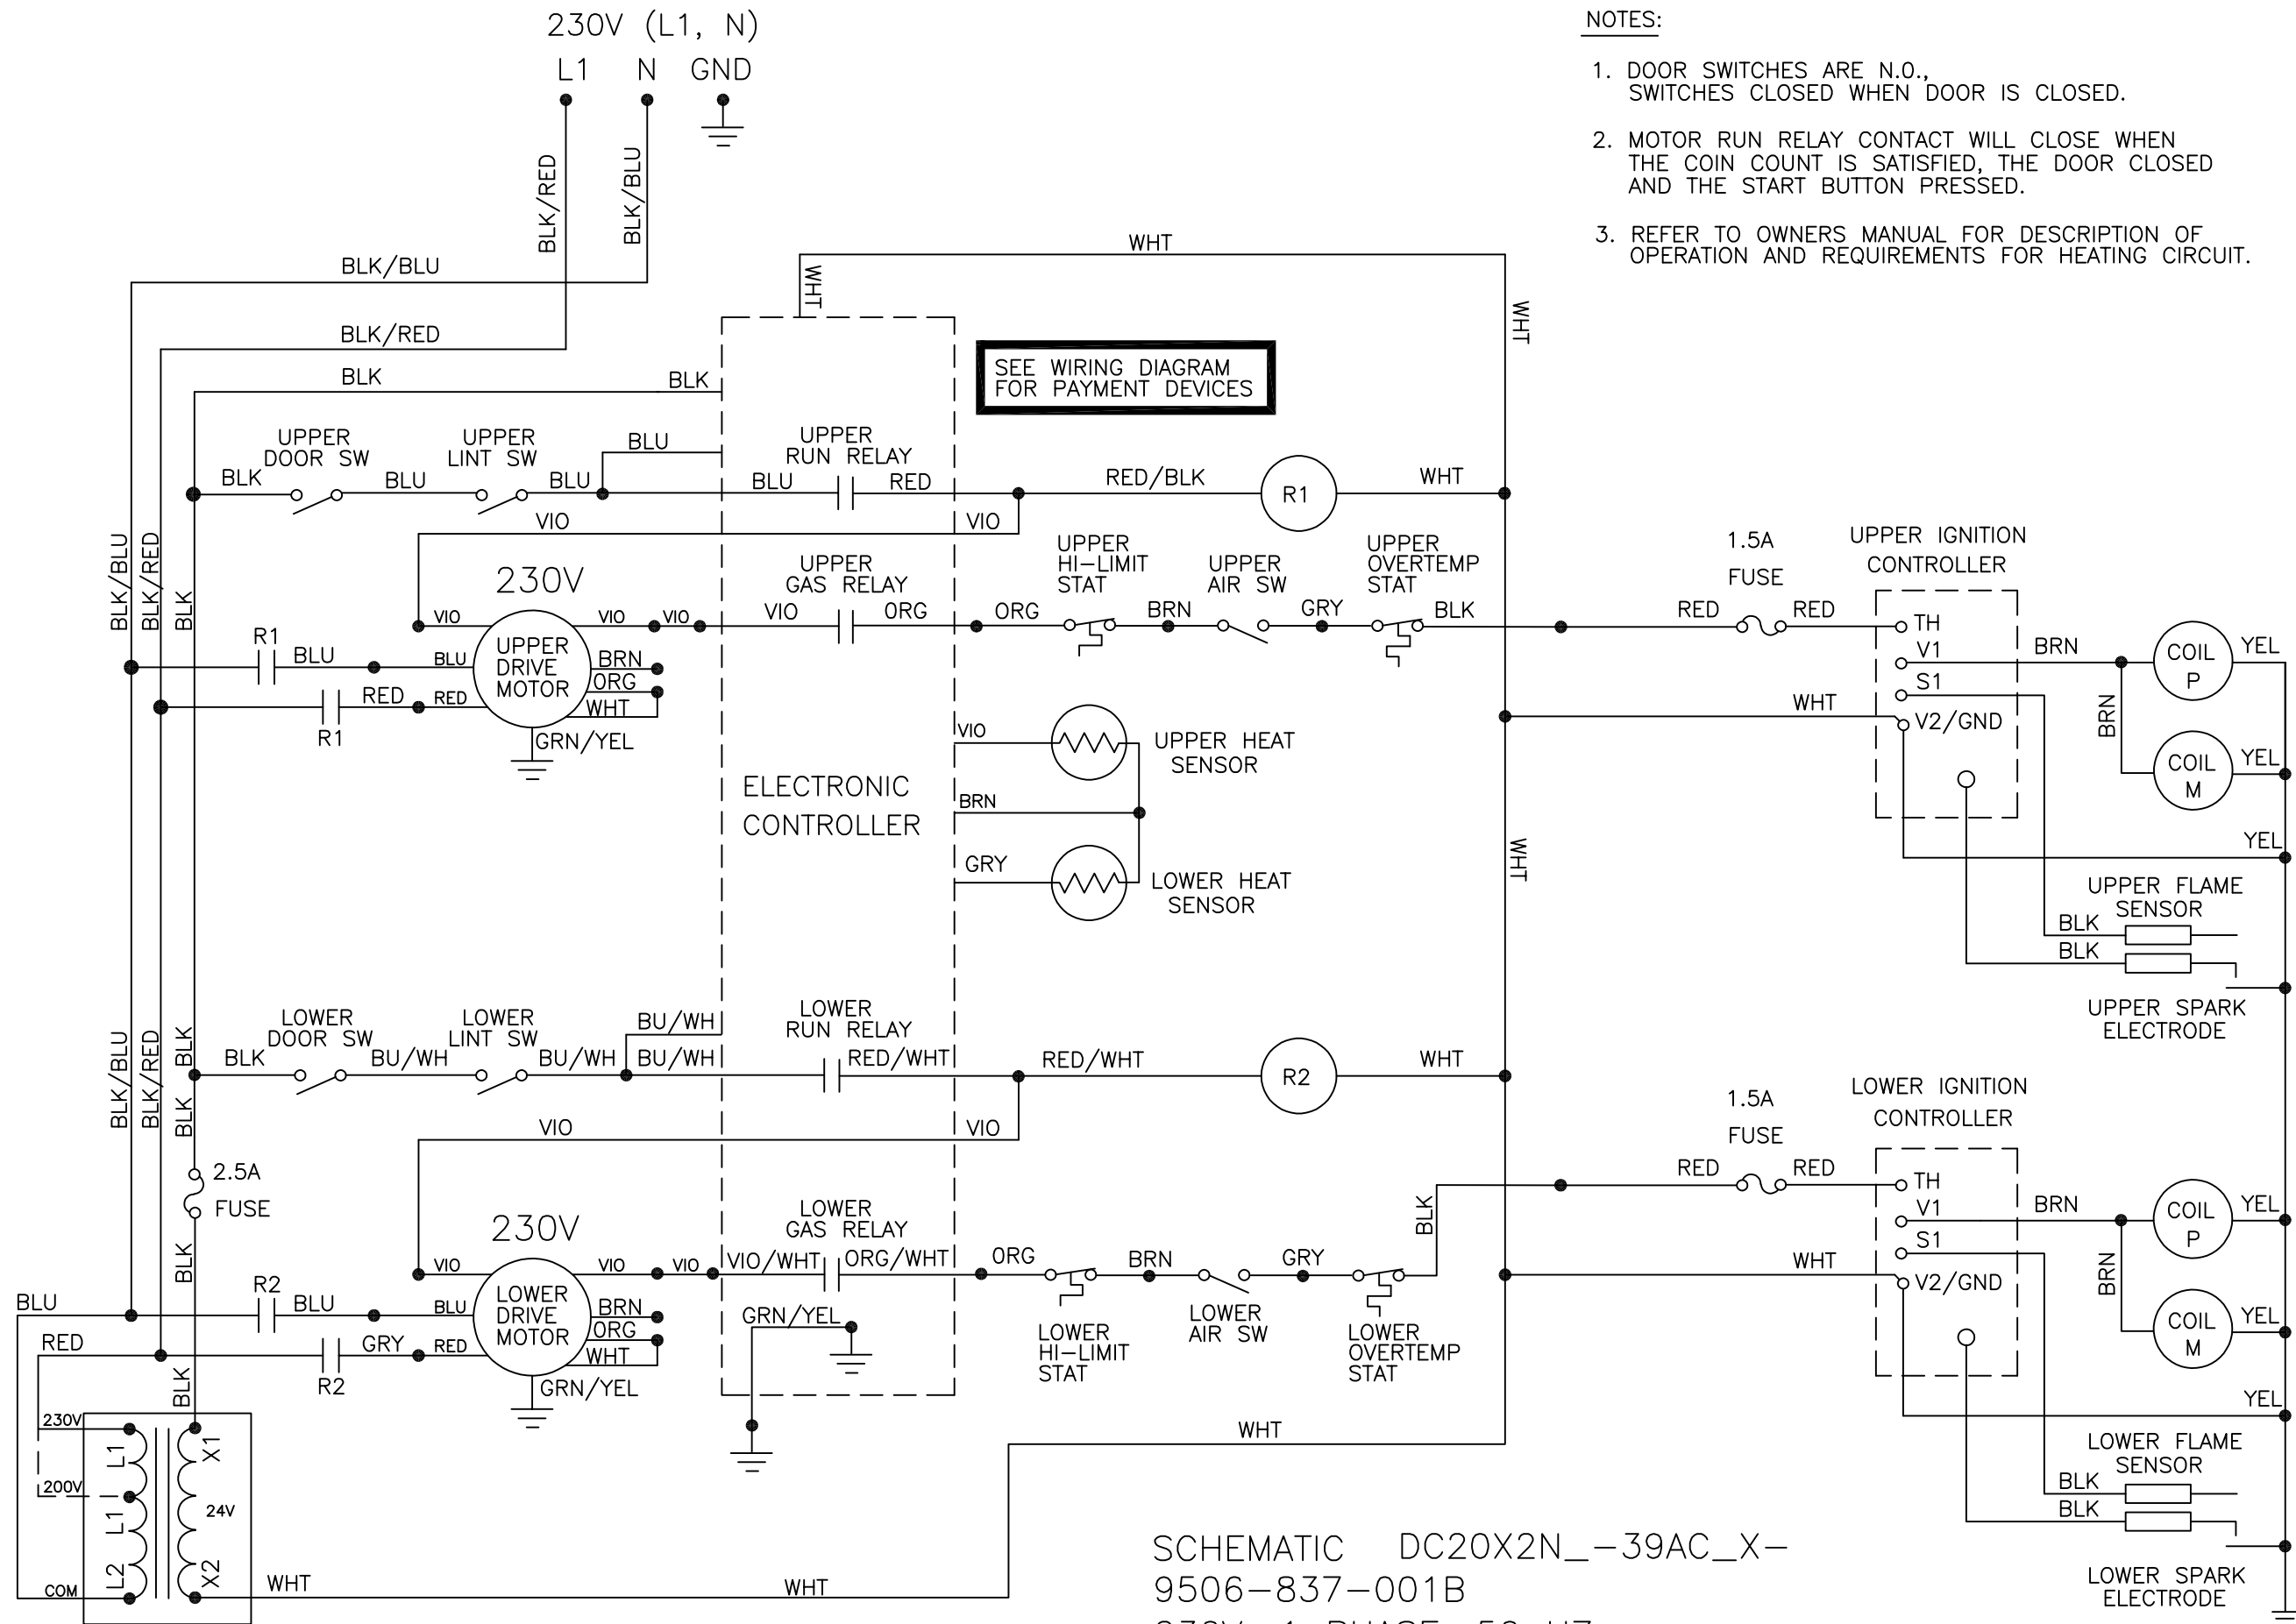 230V (L1, N)
L1 N GND
BLK/RED
BLK/BLU
NOTES:
1. DOOR SWITCHES ARE N.O.,
SWITCHES CLOSED WHEN DOOR IS CLOSED.
2. MOTOR RUN RELAY CONTACT WILL CLOSE WHEN
THE COIN COUNT IS SATISFIED, THE DOOR CLOSED
AND THE START BUTTON PRESSED.
3. REFER TO OWNERS MANUAL FOR DESCRIPTION OF
OPERATION AND REQUIREMENTS FOR HEATING CIRCUIT.
WHT
WHT
WHT
BLK/BLU
BLK/RED
BLK BLK
SEE WIRING DIAGRAM
FOR PAYMENT DEVICES
UPPER
DOOR SW
UPPER
LINT SW
BLU
UPPER
RUN RELAY
BLK BLU BLU BLU RED RED/BLK R1 WHT
VIO VIO
BLK/BLU
BLK/RED
BLK
230V
UPPER
GAS RELAY
UPPER
HI-LIMIT
STAT
UPPER
AIR SW
UPPER
OVERTEMP
STAT
1.5A
FUSE
UPPER IGNITION
CONTROLLER
VIO VIO VIO VIO ORG ORG BRN GRY BLK RED RED TH
R1 BLU BLU
UPPER
DRIVE
MOTOR
BRN
ORG
WHT
RED RED
R1
GRN/YEL
V1
S1
V2/GND
WHT
BRN
COIL
P
YEL
BRN
COIL
M
YEL
YEL
VIO
UPPER HEAT
SENSOR
ELECTRONIC
CONTROLLER
BRN
GRY
LOWER HEAT
SENSOR
WHT
UPPER FLAME
SENSOR
BLK
BLK
UPPER SPARK
ELECTRODE
BLK/BLU
BLK/RED
BLK
BLK
LOWER
DOOR SW
LOWER
LINT SW
BU/WH
LOWER
RUN RELAY
BLK BU/WH BU/WH BU/WH RED/WHT RED/WHT R2 WHT
VIO VIO
2.5A
FUSE
BLK
230V
LOWER
GAS RELAY
1.5A
FUSE
LOWER IGNITION
CONTROLLER
VIO VIO VIO VIO/WHT ORG/WHT ORG BRN GRY BLK RED RED TH
LOWER
HI-LIMIT
STAT
LOWER
AIR SW
LOWER
OVERTEMP
STAT
BLU R2 BLU BLU
LOWER
DRIVE
MOTOR
BRN
ORG
WHT
RED GRY RED
R2
GRN/YEL
GRN/YEL
V1
S1
V2/GND
WHT
BRN
COIL
P
YEL
BRN
COIL
M
YEL
YEL
BLK
230V
L1
X1
200V
24V
L1
L2
X2
COM
WHT
WHT
WHT
LOWER FLAME
SENSOR
BLK
BLK
LOWER SPARK
ELECTRODE
SCHEMATIC DC20X2N_-39AC_X-
9506-837-001B